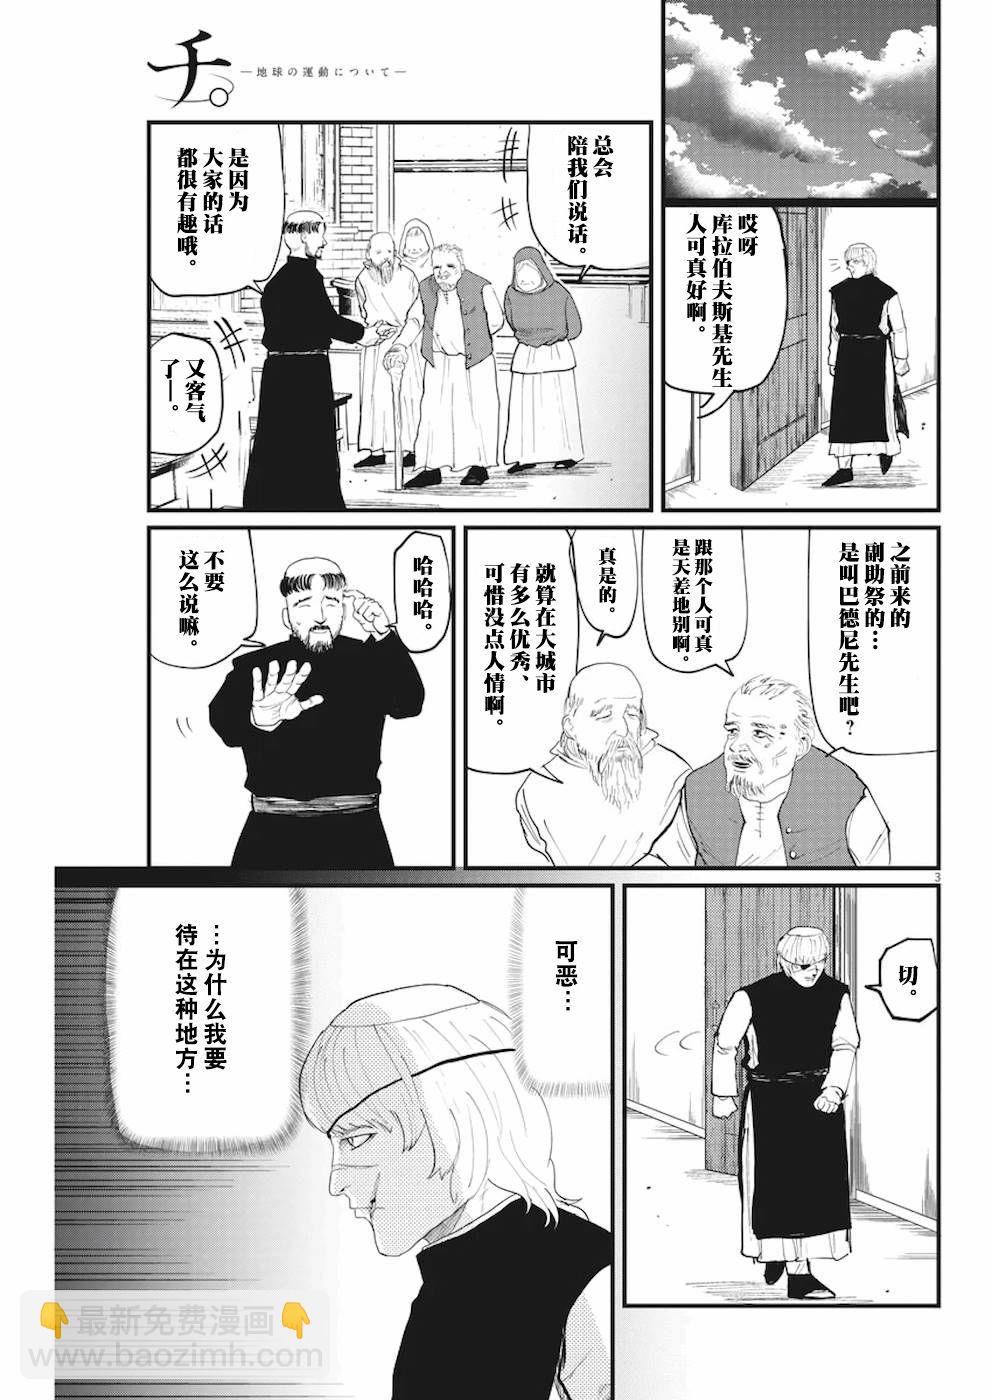 チ。
—地球の運動について—
哎呀
库拉伯夫斯基先生
人可真好啊。
总会
陪我们说话。
是因为
大家的话
都很有趣哦。
又客气
了—。
之前来的
副助祭的…
是叫巴德尼先生吧?
跟那个人可真
是天差地别啊。
真是的。
就算在大城市
有多么优秀、
可惜没点人情啊。
哈哈哈。
不要
这么说嘛。
3
切。
可恶…
…为什么我要
待在这种地方…
👇最新免费漫画👇
www.baozimh.com